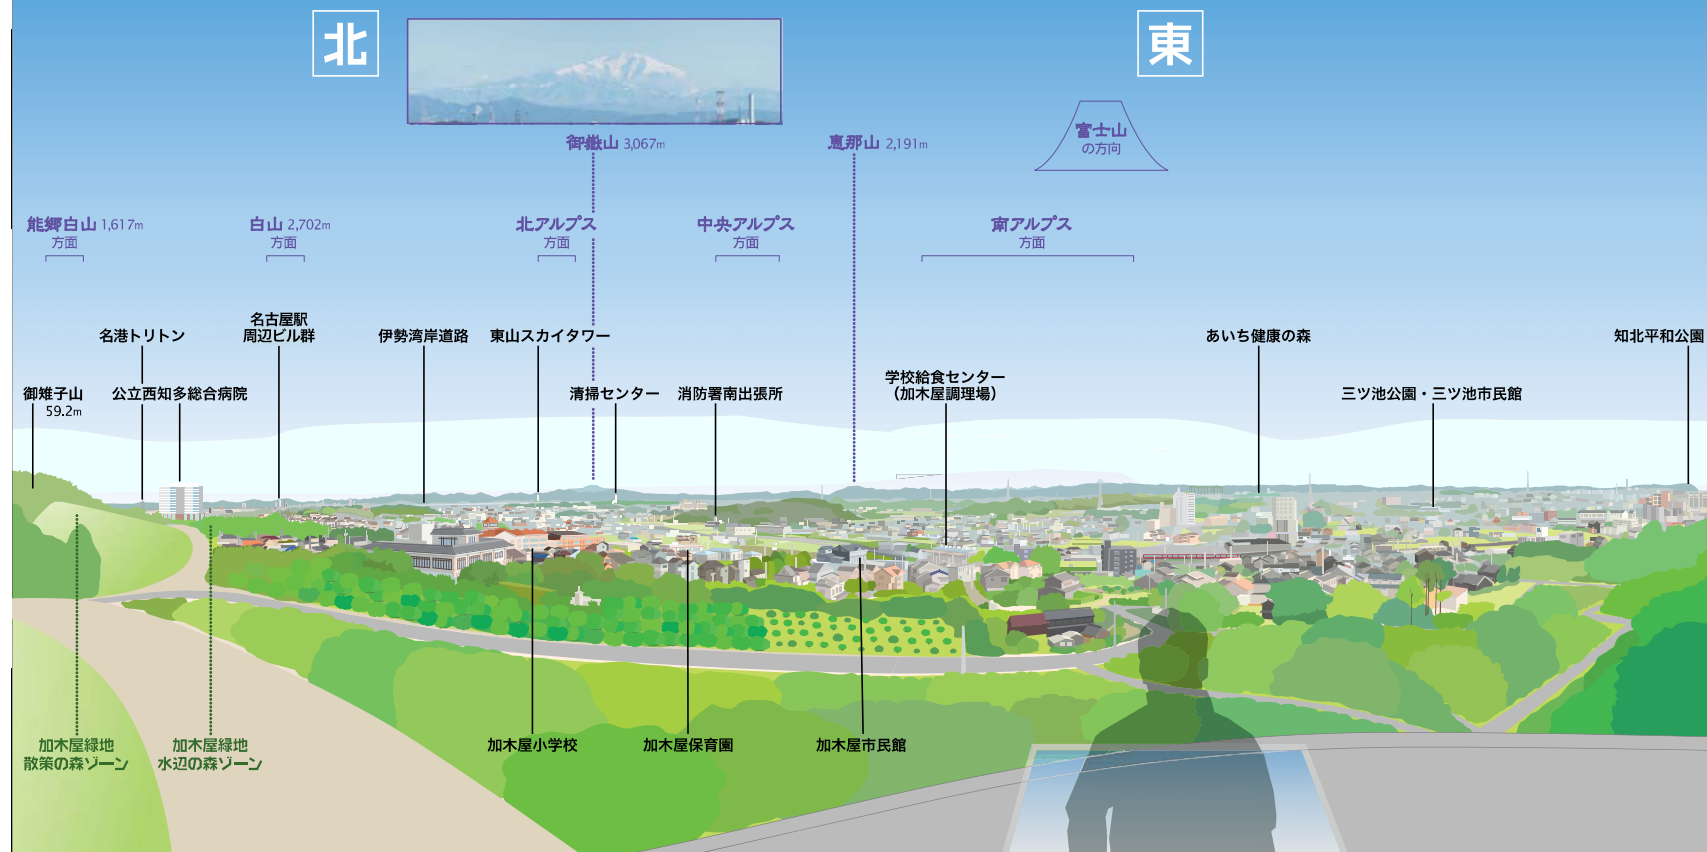 北
東
御嶽山 3,067m
恵那山 2,191m
富士山
の方向
能郷白山 1,617m
方面
白山 2,702m
方面
北アルプス
方面
中央アルプス
方面
南アルプス
方面
名港トリトン
名古屋駅
周辺ビル群
伊勢湾岸道路
東山スカイタワー
あいち健康の森
知北平和公園
御雉子山
59.2m
公立西知多総合病院
清掃センター
消防署南出張所
学校給食センター
（加木屋調理場）
三ツ池公園・三ツ池市民館
加木屋緑地
散策の森ゾーン
加木屋緑地
水辺の森ゾーン
加木屋小学校
加木屋保育園
加木屋市民館